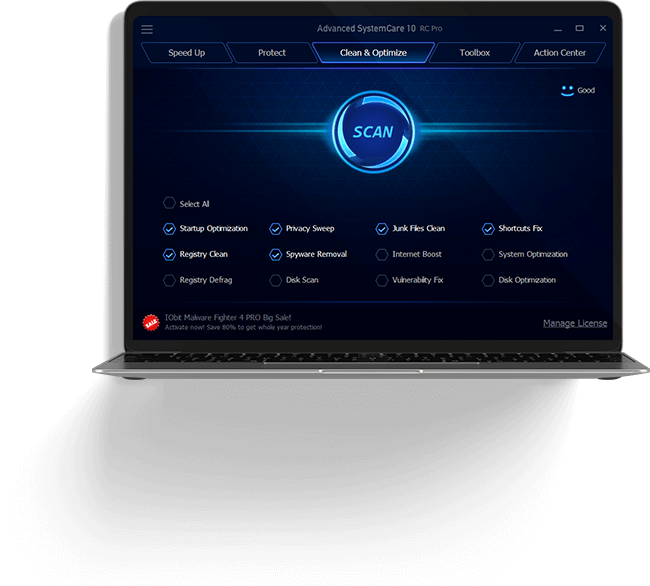 Advanced SystemCare 10 RC Pro
Speed Up Protect Clean & Optimize Toolbox Action Center
Good
SCAN
Select All
Startup Optimization Privacy Sweep Junk Files Clean Shortcuts Fix
Registry Clean Spyware Removal Internet Boost System Optimization
Registry Defrag Disk Scan Vulnerability Fix Disk Optimization
SALE IObit Malware Fighter 4 PRO Big Sale!
Activate now! Save 80% to get whole year protection!
Manage License